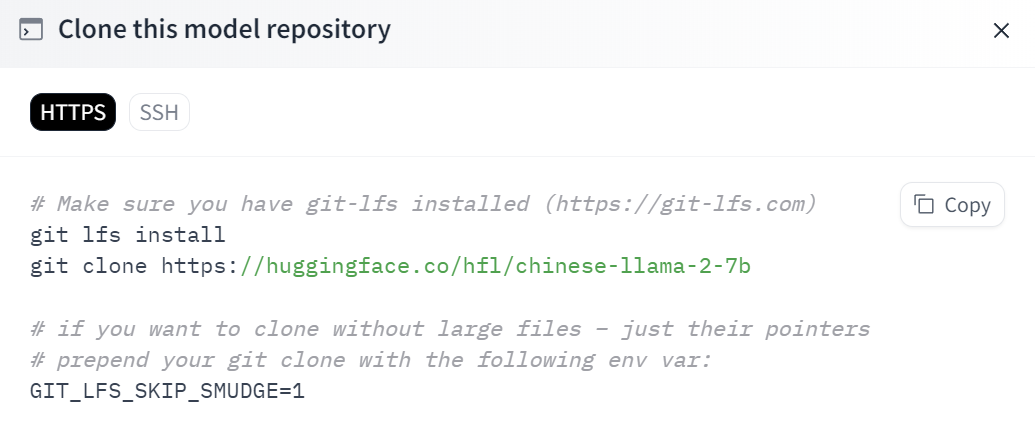 Clone this model repository
HTTPS SSH
# Make sure you have git-lfs installed (https://git-lfs.com)
Copy
git lfs install
git clone https://huggingface.co/hfl/chinese-llama-2-7b
# if you want to clone without large files – just their pointers
# prepend your git clone with the following env var:
GIT_LFS_SKIP_SMUDGE=1